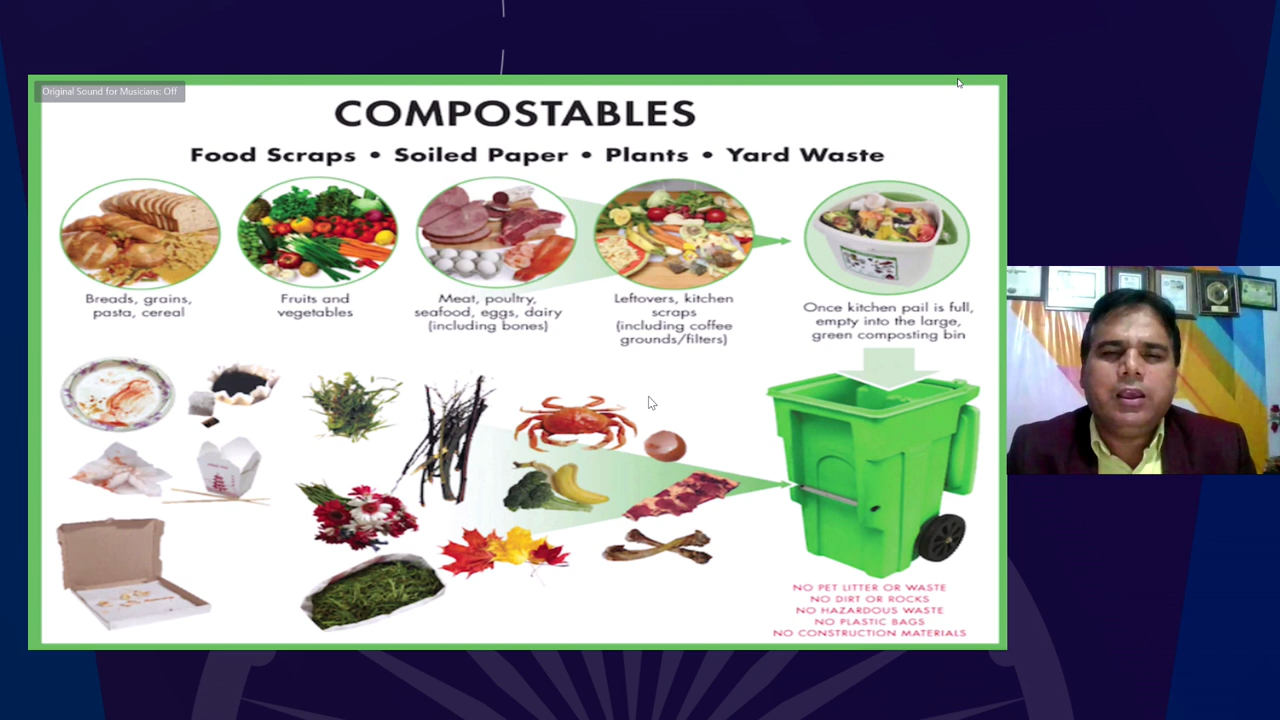 Original Sound for Musicians: Off
COMPOSTABLES
Food Scraps • Soiled Paper • Plants • Yard Waste
Breads, grains,
pasta, cereal
Fruits and
vegetables
Meat, poultry,
seafood, eggs, dairy
(including bones)
Leftovers, kitchen
scraps
(including coffee
grounds/filters)
Once kitchen pail is full,
empty into the large,
green composting bin
NO PET LITTER OR WASTE
NO DIRT OR ROCKS
NO HAZARDOUS WASTE
NO PLASTIC BAGS
NO CONSTRUCTION MATERIALS